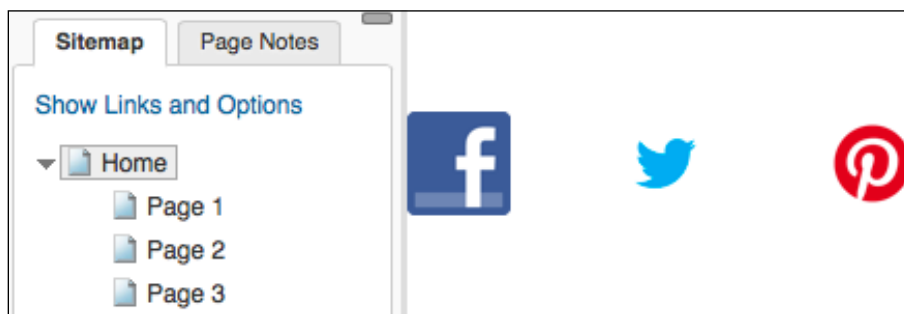 Sitemap
Page Notes
Show Links and Options
Home
Page 1
Page 2
Page 3